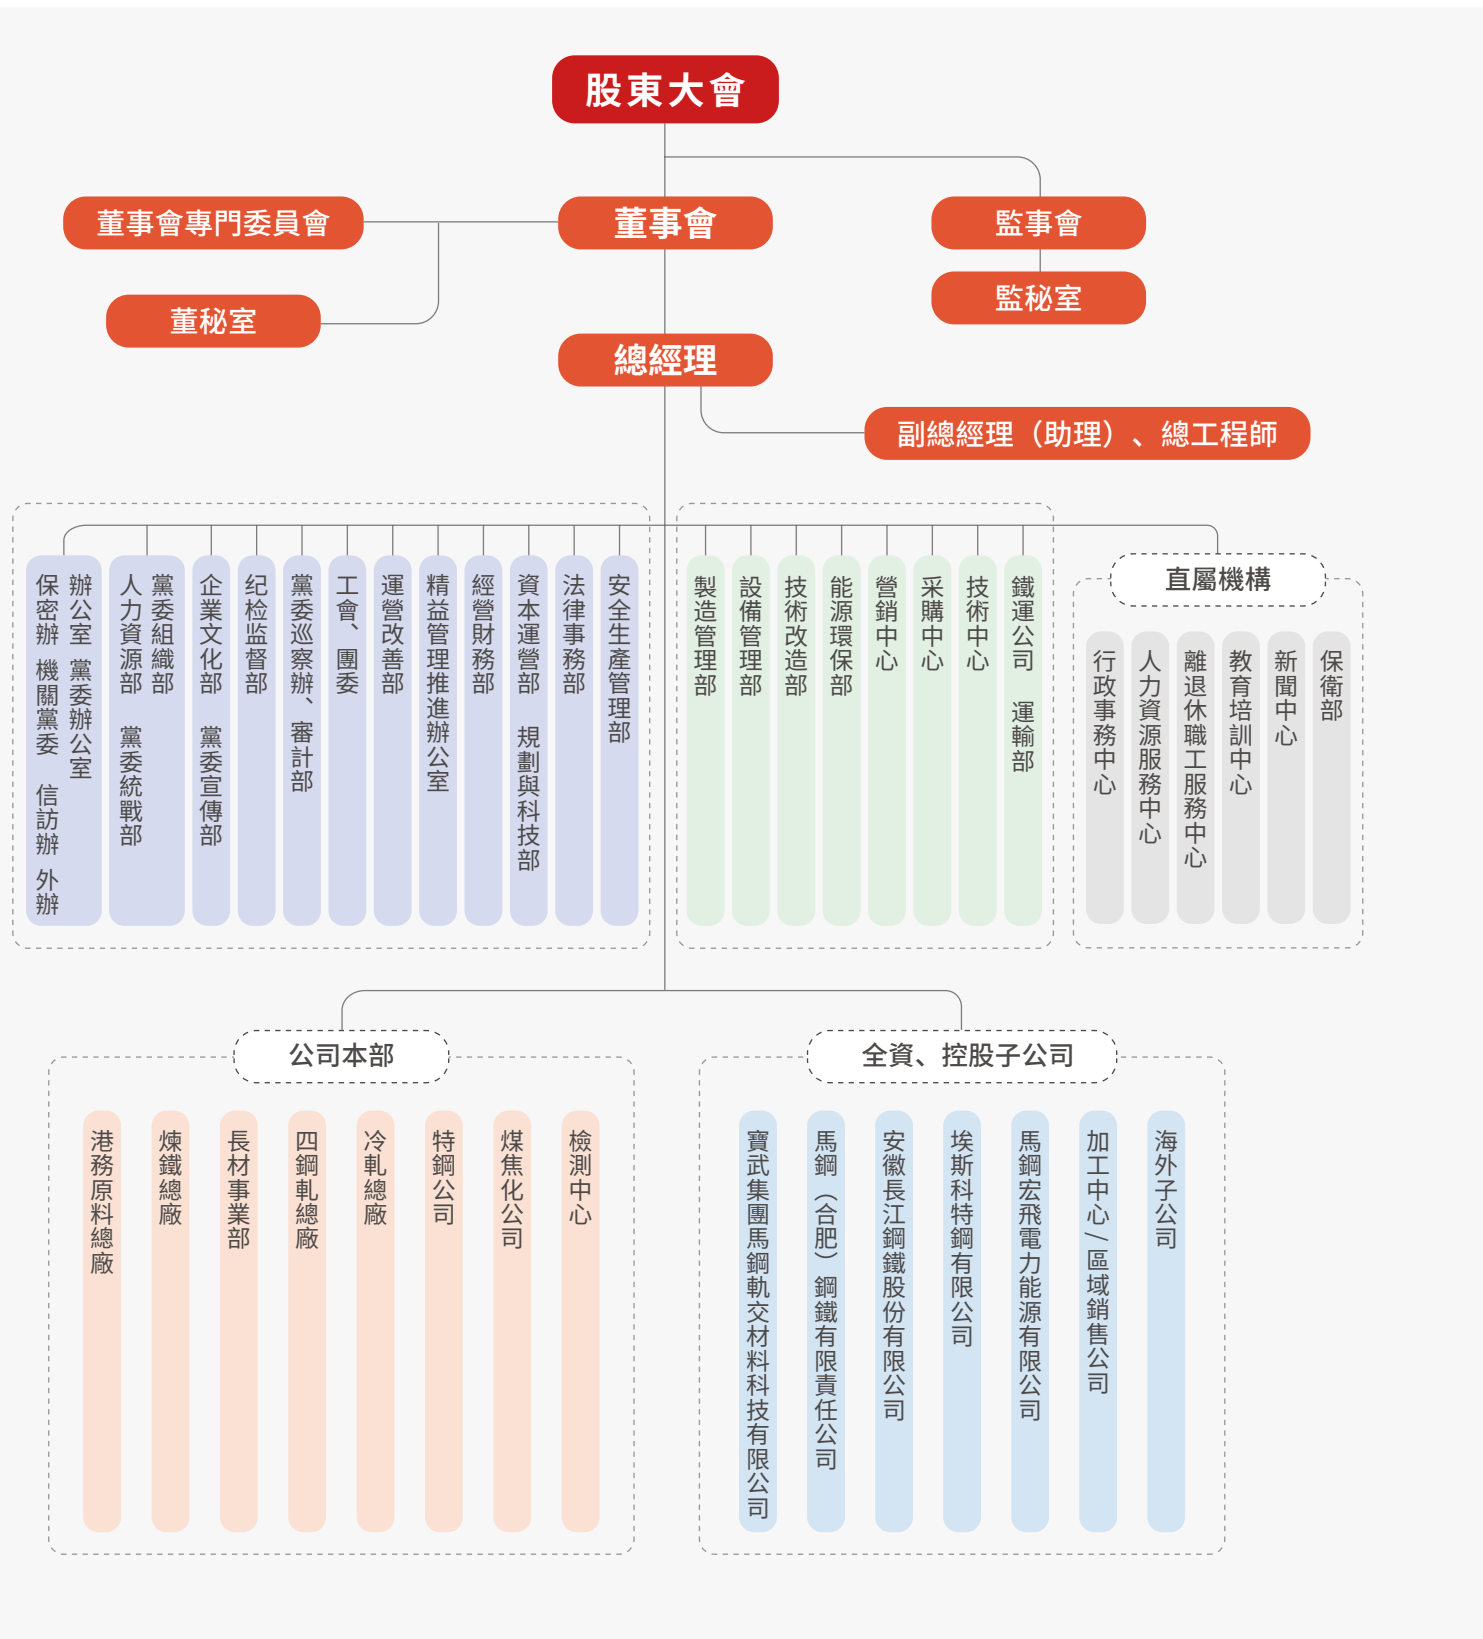 股東大會
董事會專門委員會
董事會
監事會
監秘室
董秘室
總經理
副總經理（助理）、總工程師
辦公室 黨委辦公室
保密辦 機關黨委 信訪辦 外辦
黨委組織部
人力資源部 黨委統戰部
企業文化部 黨委宣傳部
纪检监督部
黨委巡察辦、審計部
工會、團委
運營改善部
精益管理推進辦公室
經營財務部
資本運營部 規劃與科技部
法律事務部
安全生產管理部
製造管理部
設備管理部
技術改造部
能源環保部
營銷中心
采購中心
技術中心
鐵運公司 運輸部
直屬機構
行政事務中心
人力資源服務中心
離退休職工服務中心
教育培訓中心
新聞中心
保衛部
公司本部
港務原料總廠
煉鐵總廠
長材事業部
四鋼軋總廠
冷軋總廠
特鋼公司
煤焦化公司
檢測中心
全資、控股子公司
寶武集團馬鋼軌交材料科技有限公司
馬鋼（合肥）鋼鐵有限責任公司
安徽長江鋼鐵股份有限公司
埃斯科特鋼有限公司
馬鋼宏飛電力能源有限公司
加工中心/區域銷售公司
海外子公司